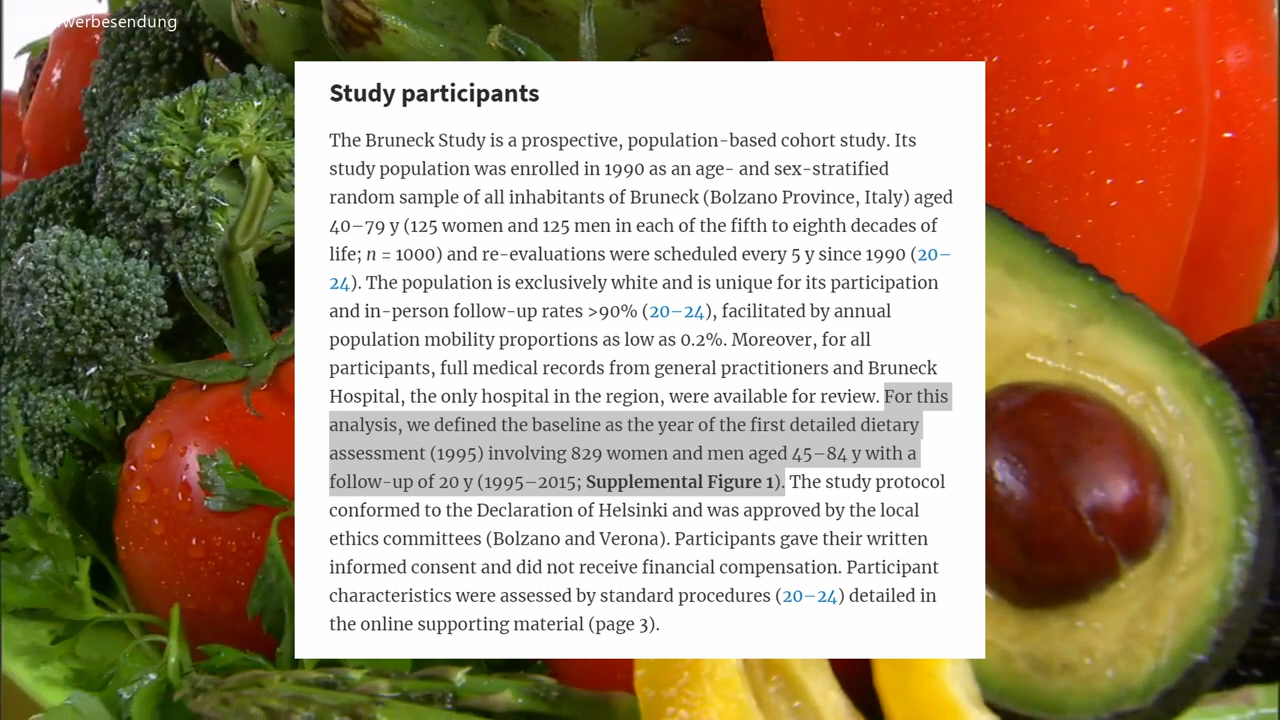 werbesendung
Study participants
The Bruneck Study is a prospective, population-based cohort study. Its
study population was enrolled in 1990 as an age- and sex-stratified
random sample of all inhabitants of Bruneck (Bolzano Province, Italy) aged
40–79 y (125 women and 125 men in each of the fifth to eighth decades of
life; n = 1000) and re-evaluations were scheduled every 5 y since 1990 (20–
24). The population is exclusively white and is unique for its participation
and in-person follow-up rates >90% (20–24), facilitated by annual
population mobility proportions as low as 0.2%. Moreover, for all
participants, full medical records from general practitioners and Bruneck
Hospital, the only hospital in the region, were available for review. For this
analysis, we defined the baseline as the year of the first detailed dietary
assessment (1995) involving 829 women and men aged 45–84 y with a
follow-up of 20 y (1995–2015; Supplemental Figure 1). The study protocol
conformed to the Declaration of Helsinki and was approved by the local
ethics committees (Bolzano and Verona). Participants gave their written
informed consent and did not receive financial compensation. Participant
characteristics were assessed by standard procedures (20–24) detailed in
the online supporting material (page 3).